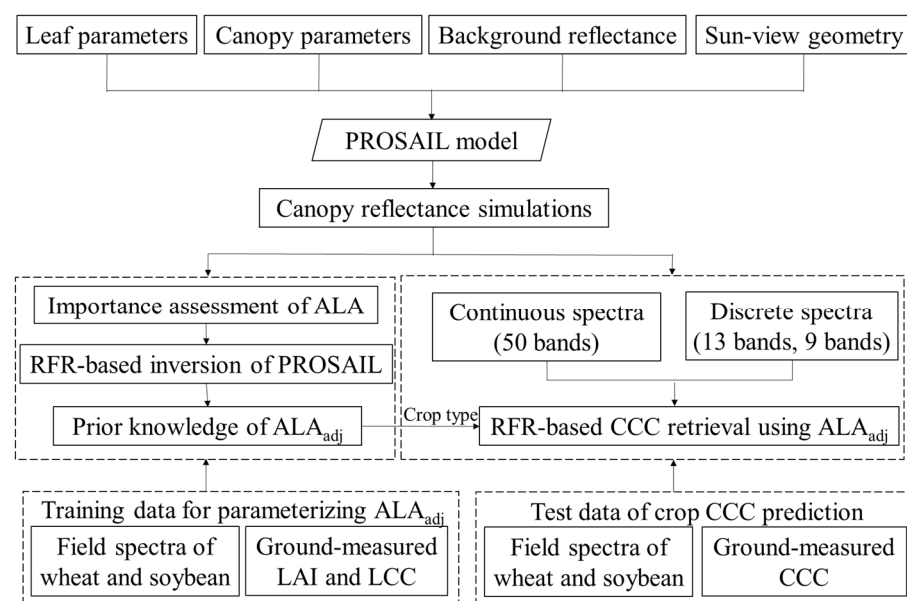 Leaf parameters
Canopy parameters
Background reflectance
Sun-view geometry
PROSAIL model
Canopy reflectance simulations
Importance assessment of ALA
RFR-based inversion of PROSAIL
Prior knowledge of ALAadj
Crop type
Continuous spectra
(50 bands)
Discrete spectra
(13 bands, 9 bands)
RFR-based CCC retrieval using ALAadj
Training data for parameterizing ALAadj
Field spectra of
wheat and soybean
Ground-measured
LAI and LCC
Test data of crop CCC prediction
Field spectra of
wheat and soybean
Ground-measured
CCC